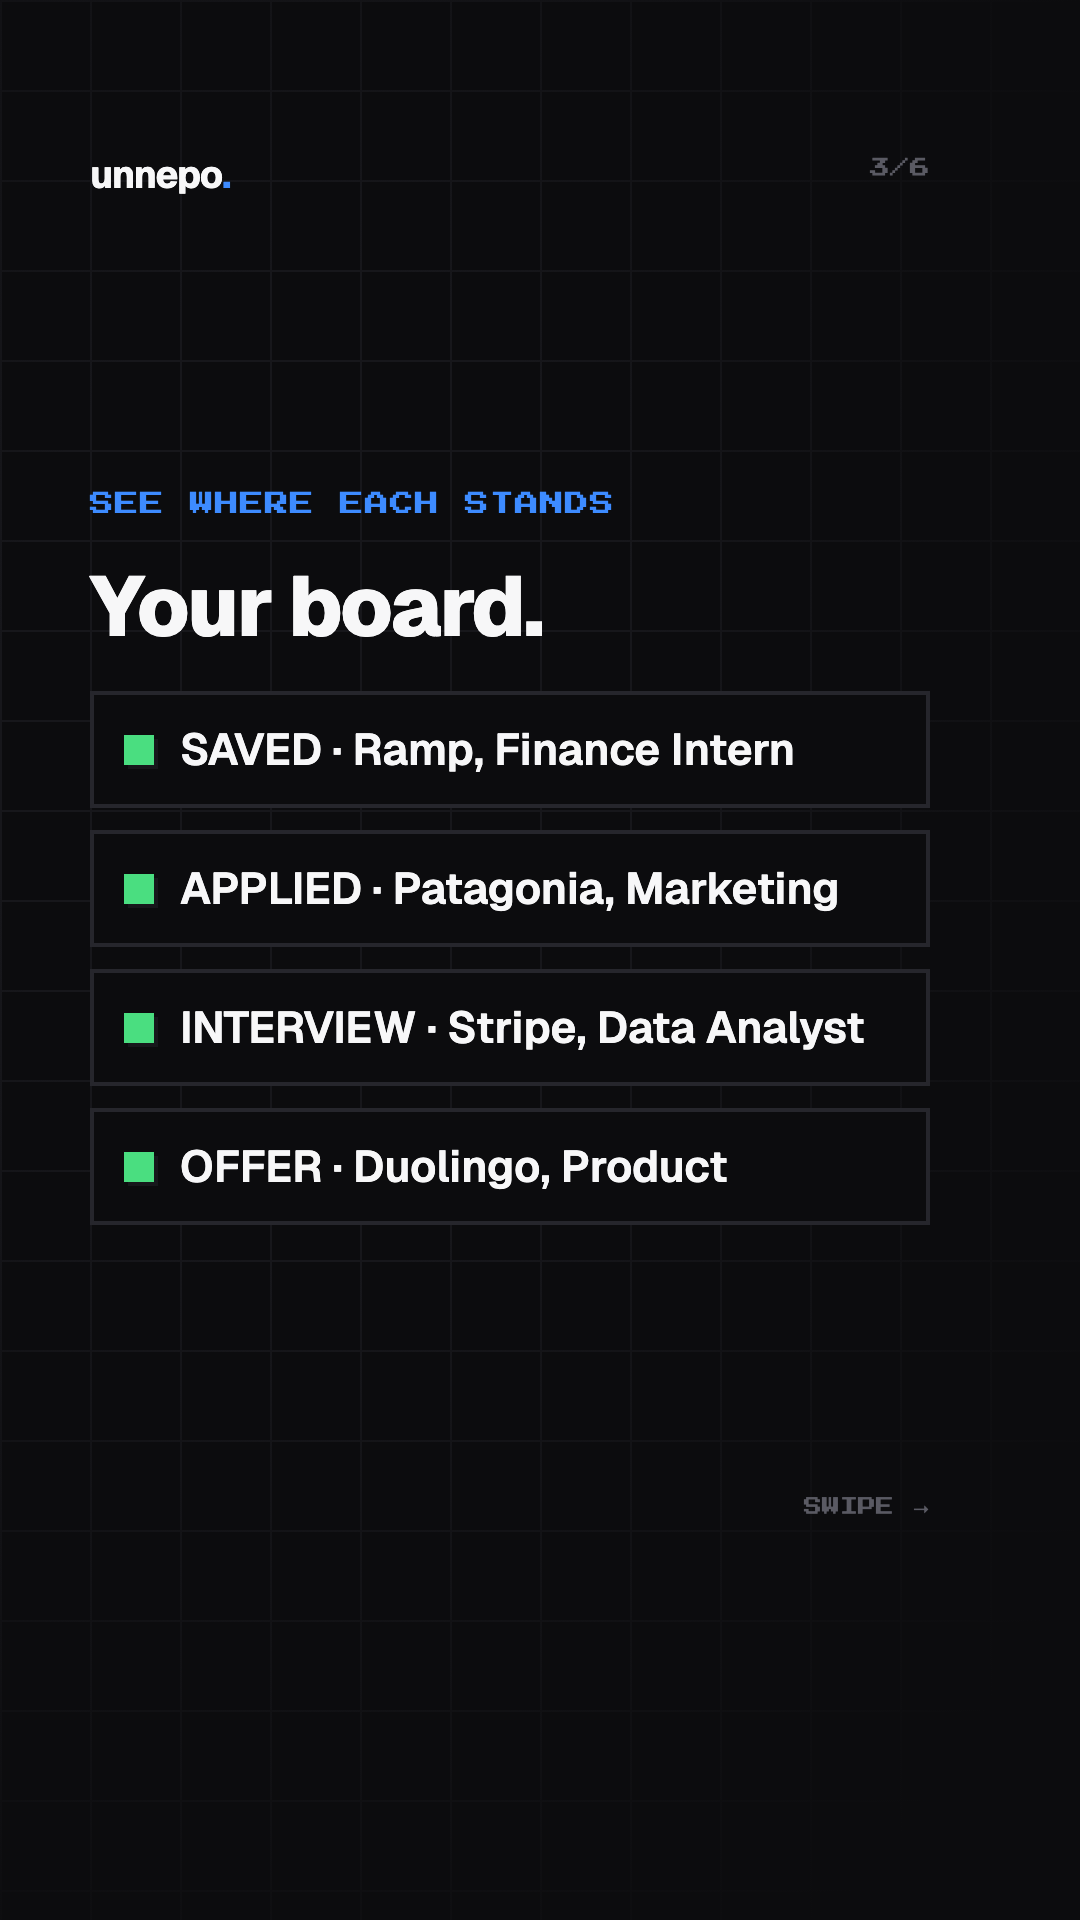 unnepo.
3/6
SEE WHERE EACH STANDS
Your board.
SAVED · Ramp, Finance Intern
APPLIED · Patagonia, Marketing
INTERVIEW · Stripe, Data Analyst
OFFER · Duolingo, Product
SWIPE →